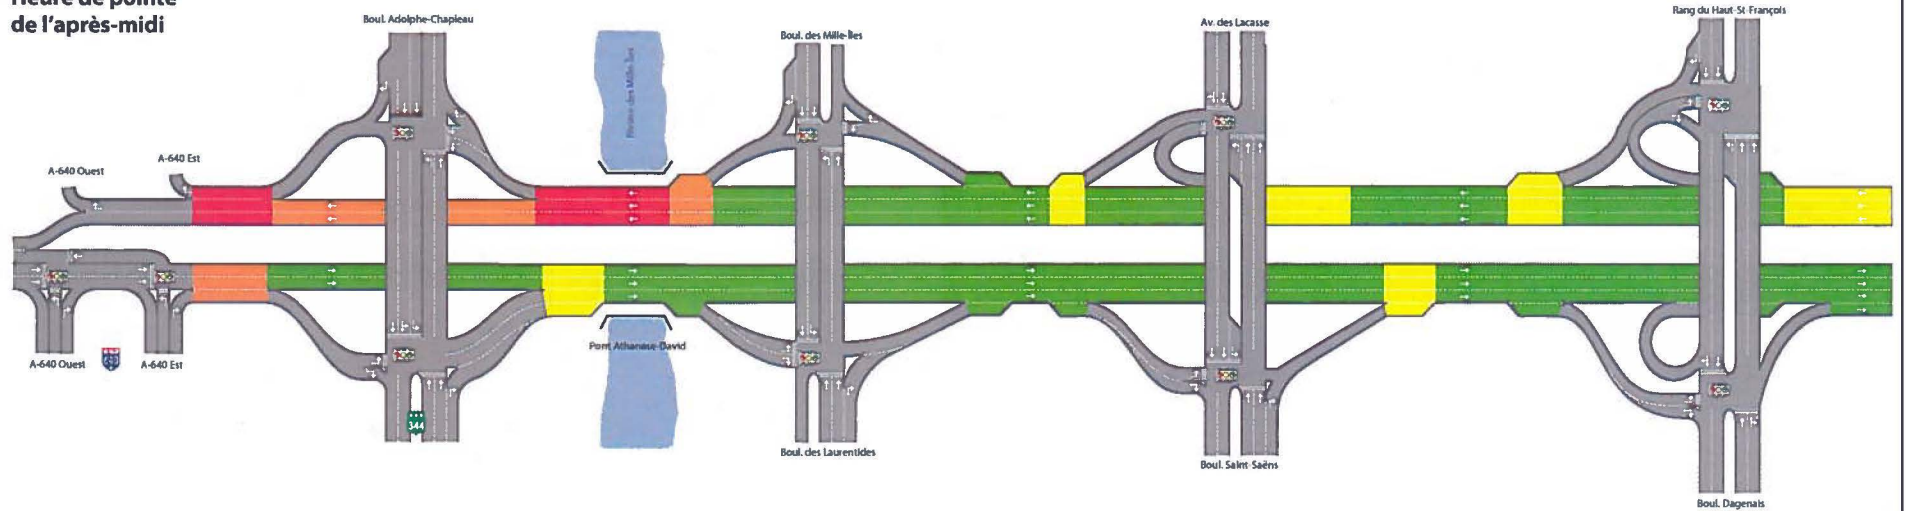 Heure de pointe
de l'après-midi
Boul. Adolphe-Chapleau
Boul. des Mille-Îles
Av. des Lacasse
Rang du Haut-St-François
Rivière des Mille-Îles
A-640 Est
A-640 Ouest
A-640 Ouest
A-640 Est
344
Pont Athanase-David
Boul. des Laurentides
Boul. Saint-Saëns
Boul. Dagenais